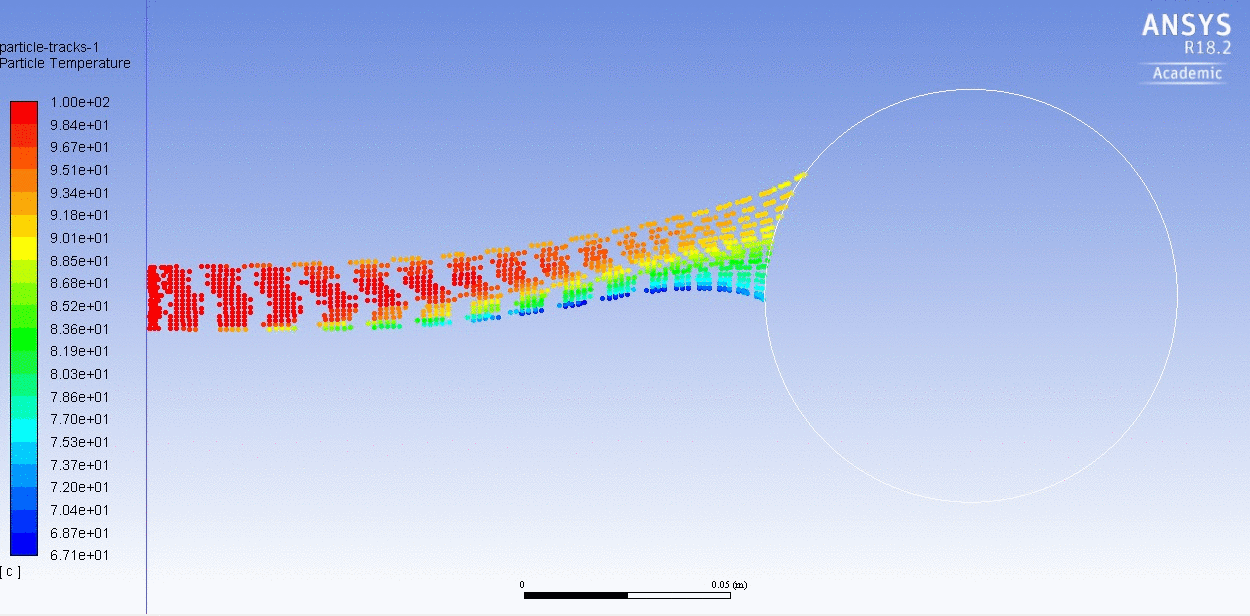 ANSYS
R18.2
Academic
particle-tracks-1
Particle Temperature
1.00e+02
9.84e+01
9.67e+01
9.51e+01
9.34e+01
9.18e+01
9.01e+01
8.85e+01
8.68e+01
8.52e+01
8.36e+01
8.19e+01
8.03e+01
7.86e+01
7.70e+01
7.53e+01
7.37e+01
7.20e+01
7.04e+01
6.87e+01
6.71e+01
[ C ]
0 0.05 (m)